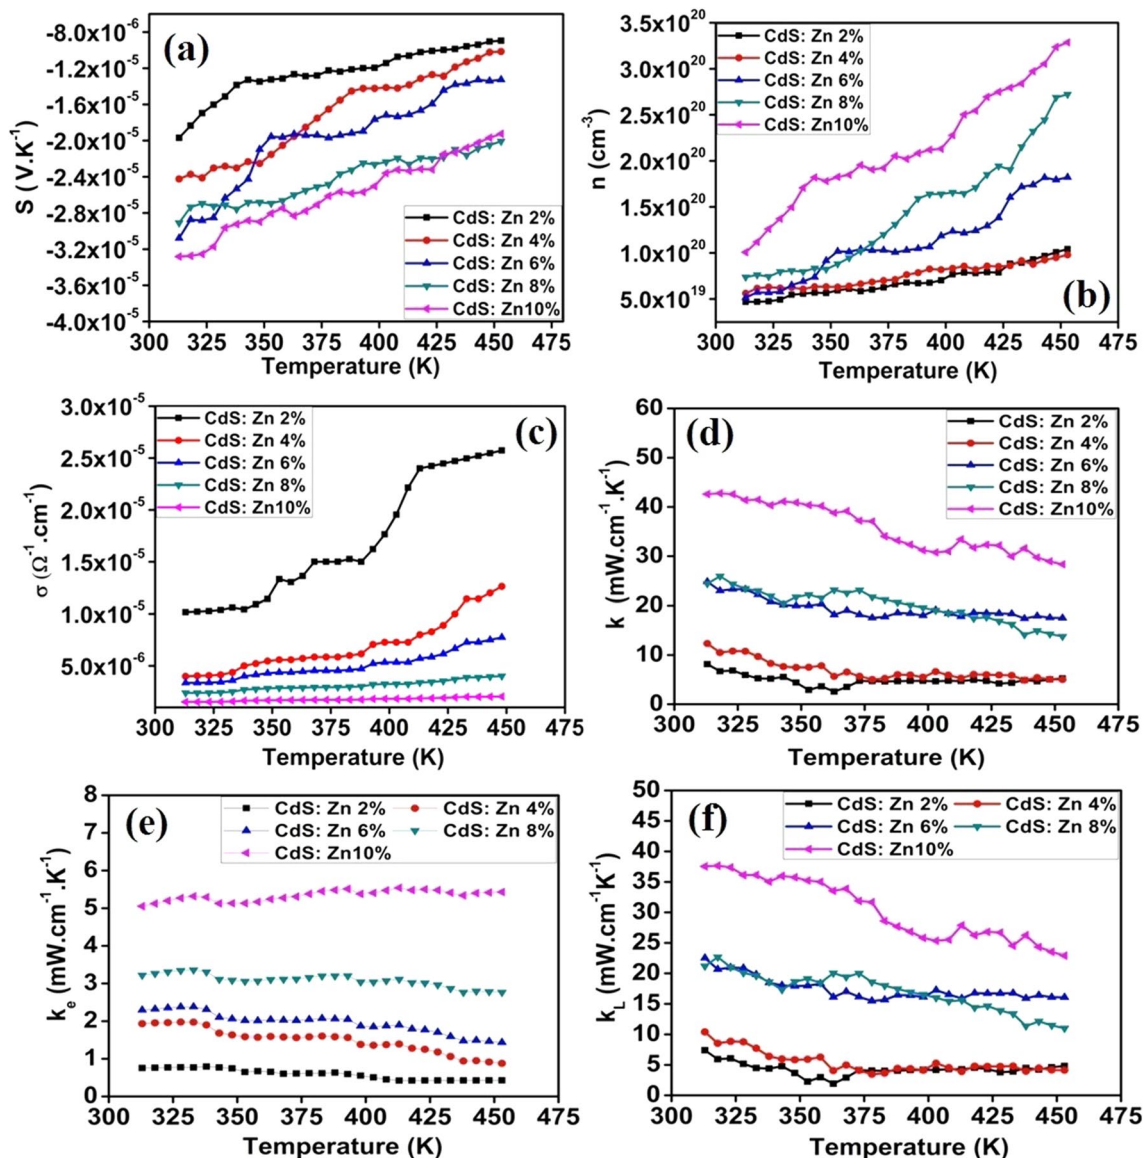 (a)
S ( V.K⁻¹)
-8.0x10⁻⁶
-1.2x10⁻⁵
-1.6x10⁻⁵
-2.0x10⁻⁵
-2.4x10⁻⁵
-2.8x10⁻⁵
-3.2x10⁻⁵
-3.6x10⁻⁵
-4.0x10⁻⁵
CdS: Zn 2%
CdS: Zn 4%
CdS: Zn 6%
CdS: Zn 8%
CdS: Zn10%
300 325 350 375 400 425 450 475
Temperature (K)
n (cm⁻³)
3.5x10²⁰
3.0x10²⁰
2.5x10²⁰
2.0x10²⁰
1.5x10²⁰
1.0x10²⁰
5.0x10¹⁹
CdS: Zn 2%
CdS: Zn 4%
CdS: Zn 6%
CdS: Zn 8%
CdS: Zn10%
(b)
300 325 350 375 400 425 450 475
Temperature (K)
σ (Ω⁻¹.cm⁻¹)
3.0x10⁻⁵
2.5x10⁻⁵
2.0x10⁻⁵
1.5x10⁻⁵
1.0x10⁻⁵
5.0x10⁻⁶
CdS: Zn 2%
CdS: Zn 4%
CdS: Zn 6%
CdS: Zn 8%
CdS: Zn10%
(c)
300 325 350 375 400 425 450 475
Temperature (K)
k (mW.cm⁻¹.K⁻¹)
60
50
40
30
20
10
0
(d)
CdS: Zn 2%
CdS: Zn 4%
CdS: Zn 6%
CdS: Zn 8%
CdS: Zn10%
300 325 350 375 400 425 450 475
Temperature (K)
kₑ (mW.cm⁻¹.K⁻¹)
8
7
6
5
4
3
2
1
0
(e)
CdS: Zn 2% CdS: Zn 4%
CdS: Zn 6% CdS: Zn 8%
CdS: Zn10%
300 325 350 375 400 425 450 475
Temperature (K)
k_L (mW.cm⁻¹K⁻¹)
50
45
40
35
30
25
20
15
10
5
0
CdS: Zn 2% CdS: Zn 4%
CdS: Zn 6% CdS: Zn 8%
CdS: Zn10%
(f)
300 325 350 375 400 425 450 475
Temperature (K)